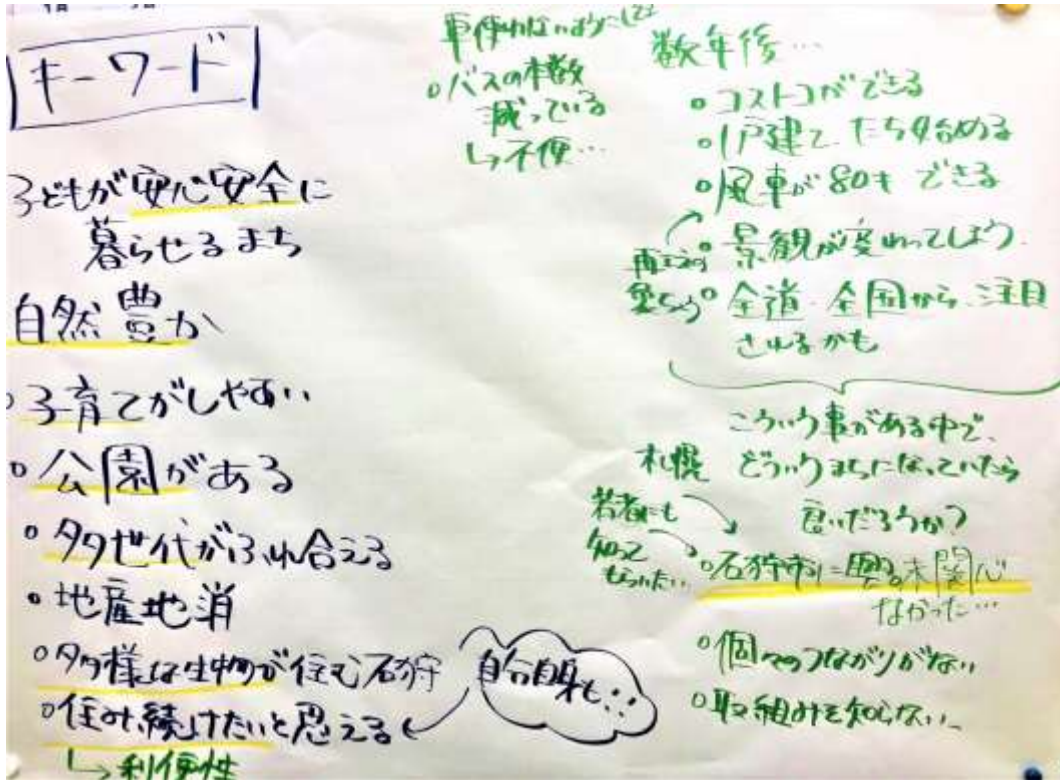 キーワード
子どもが安心安全に
暮らせるまち
自然豊か
○子育てがしやすい
○公園がある
○多世代がふれ合える
・地産地消
○多様な生物が住む石狩
○住み続けたいと思える
↳利便性
自分自身も…
車使わないように
○バスの本数
減っている
↳不便…
数年後…
○コストコができる
○1戸建て たち始める
○風車が80キ できる
○景観が変わってしまう
再エネの
○全道・全国から注目
されるかも
こういう事がある中で、
どういうまちになっていたら
良いだろうか?
札幌
若者にも
知って
もらいたい
○石狩市に興味関心
なかった…
○個々のつながりがない
○取組みを知らない